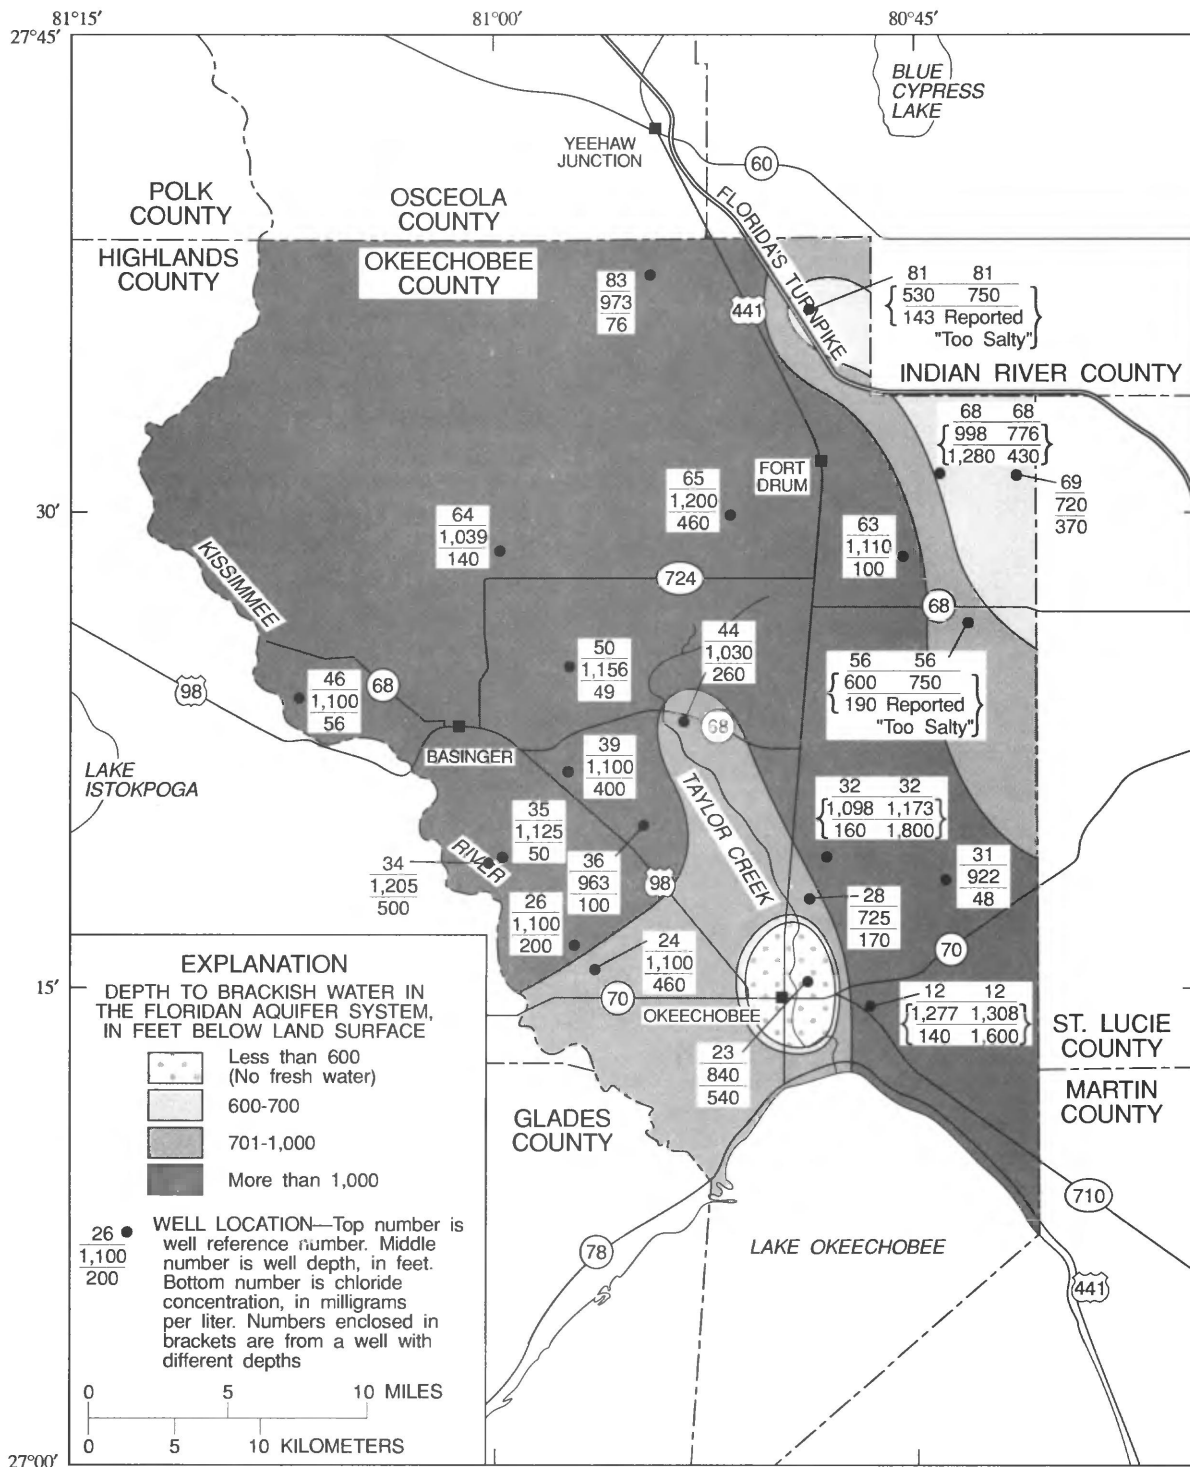 81°15′
81°00′
80°45′
27°45′
BLUE
CYPRESS
LAKE
YEEHAW
JUNCTION
60
POLK
COUNTY
OSCEOLA
COUNTY
FLORIDA'S TURNPIKE
HIGHLANDS
COUNTY
OKEECHOBEE
COUNTY
83
973
76
441
81 81
530 750
143 Reported
"Too Salty"
INDIAN RIVER COUNTY
68 68
998 776
1,280 430
FORT
DRUM
65
1,200
460
69
720
370
30′
64
1,039
140
63
1,110
100
KISSIMMEE
724
68
44
1,030
260
50
1,156
49
56 56
600 750
190 Reported
"Too Salty"
98
46
1,100
56
68
68
BASINGER
39
1,100
400
LAKE
ISTOKPOGA
TAYLOR CREEK
32 32
1,098 1,173
160 1,800
35
1,125
50
RIVER
34
1,205
500
36
963
100
98
31
922
48
28
725
170
26
1,100
200
24
1,100
460
70
15′
70
OKEECHOBEE
12 12
1,277 1,308
140 1,600
ST. LUCIE
COUNTY
23
840
540
MARTIN
COUNTY
GLADES
COUNTY
EXPLANATION
DEPTH TO BRACKISH WATER IN
THE FLORIDAN AQUIFER SYSTEM,
IN FEET BELOW LAND SURFACE
Less than 600
(No fresh water)
600-700
701-1,000
More than 1,000
26
1,100
200
WELL LOCATION—Top number is
well reference number. Middle
number is well depth, in feet.
Bottom number is chloride
concentration, in milligrams
per liter. Numbers enclosed in
brackets are from a well with
different depths
710
78
LAKE OKEECHOBEE
441
0 5 10 MILES
0 5 10 KILOMETERS
27°00′